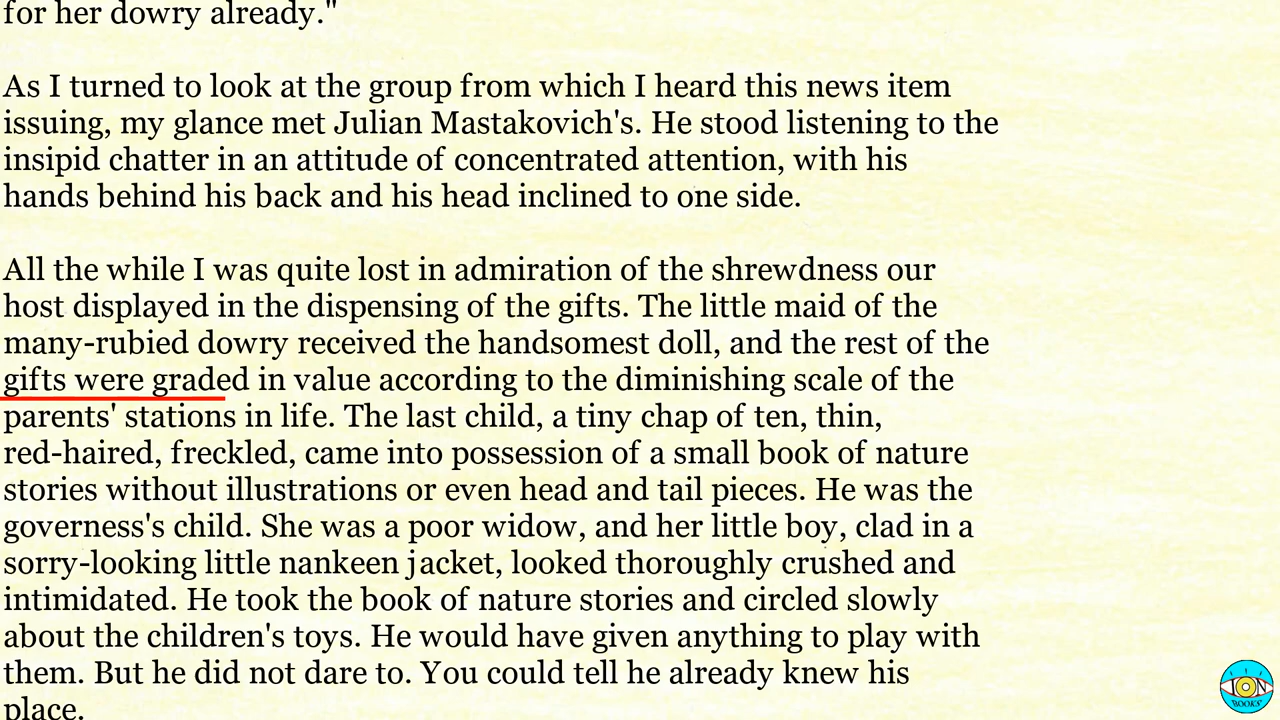 for her dowry already."
As I turned to look at the group from which I heard this news item
issuing, my glance met Julian Mastakovich's. He stood listening to the
insipid chatter in an attitude of concentrated attention, with his
hands behind his back and his head inclined to one side.
All the while I was quite lost in admiration of the shrewdness our
host displayed in the dispensing of the gifts. The little maid of the
many-rubied dowry received the handsomest doll, and the rest of the
gifts were graded in value according to the diminishing scale of the
parents' stations in life. The last child, a tiny chap of ten, thin,
red-haired, freckled, came into possession of a small book of nature
stories without illustrations or even head and tail pieces. He was the
governess's child. She was a poor widow, and her little boy, clad in a
sorry-looking little nankeen jacket, looked thoroughly crushed and
intimidated. He took the book of nature stories and circled slowly
about the children's toys. He would have given anything to play with
them. But he did not dare to. You could tell he already knew his
place.
ION
BOOKS